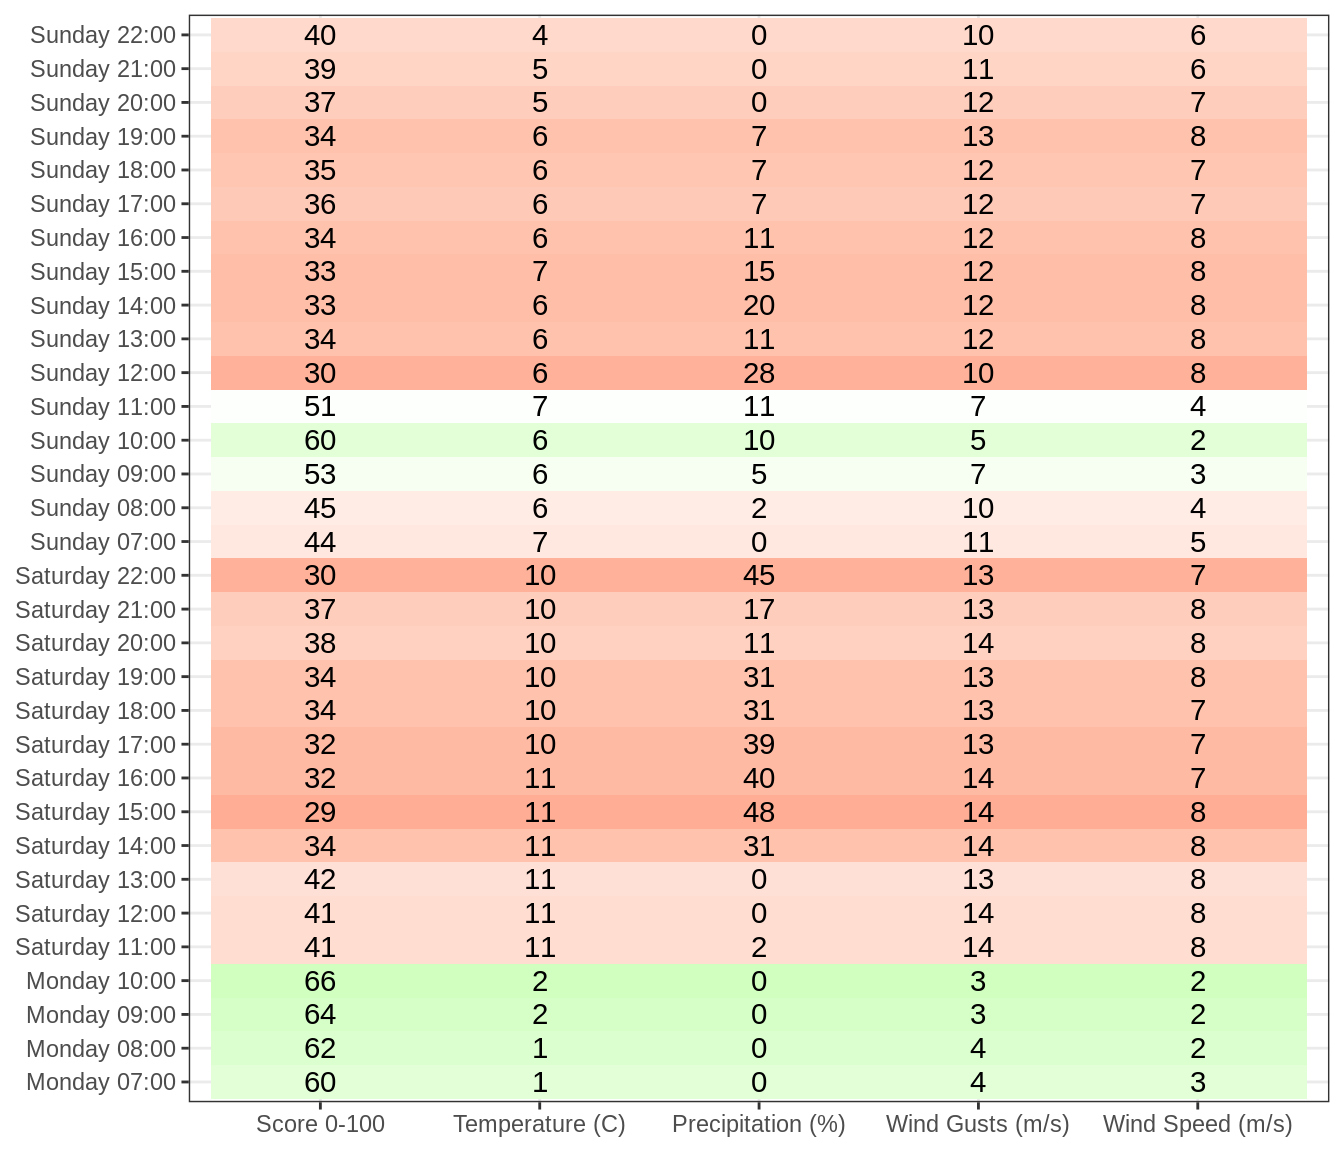 Sunday 22:00 40 4 0 10 6
Sunday 21:00 39 5 0 11 6
Sunday 20:00 37 5 0 12 7
Sunday 19:00 34 6 7 13 8
Sunday 18:00 35 6 7 12 7
Sunday 17:00 36 6 7 12 7
Sunday 16:00 34 6 11 12 8
Sunday 15:00 33 7 15 12 8
Sunday 14:00 33 6 20 12 8
Sunday 13:00 34 6 11 12 8
Sunday 12:00 30 6 28 10 8
Sunday 11:00 51 7 11 7 4
Sunday 10:00 60 6 10 5 2
Sunday 09:00 53 6 5 7 3
Sunday 08:00 45 6 2 10 4
Sunday 07:00 44 7 0 11 5
Saturday 22:00 30 10 45 13 7
Saturday 21:00 37 10 17 13 8
Saturday 20:00 38 10 11 14 8
Saturday 19:00 34 10 31 13 8
Saturday 18:00 34 10 31 13 7
Saturday 17:00 32 10 39 13 7
Saturday 16:00 32 11 40 14 7
Saturday 15:00 29 11 48 14 8
Saturday 14:00 34 11 31 14 8
Saturday 13:00 42 11 0 13 8
Saturday 12:00 41 11 0 14 8
Saturday 11:00 41 11 2 14 8
Monday 10:00 66 2 0 3 2
Monday 09:00 64 2 0 3 2
Monday 08:00 62 1 0 4 2
Monday 07:00 60 1 0 4 3
Score 0-100 Temperature (C) Precipitation (%) Wind Gusts (m/s) Wind Speed (m/s)